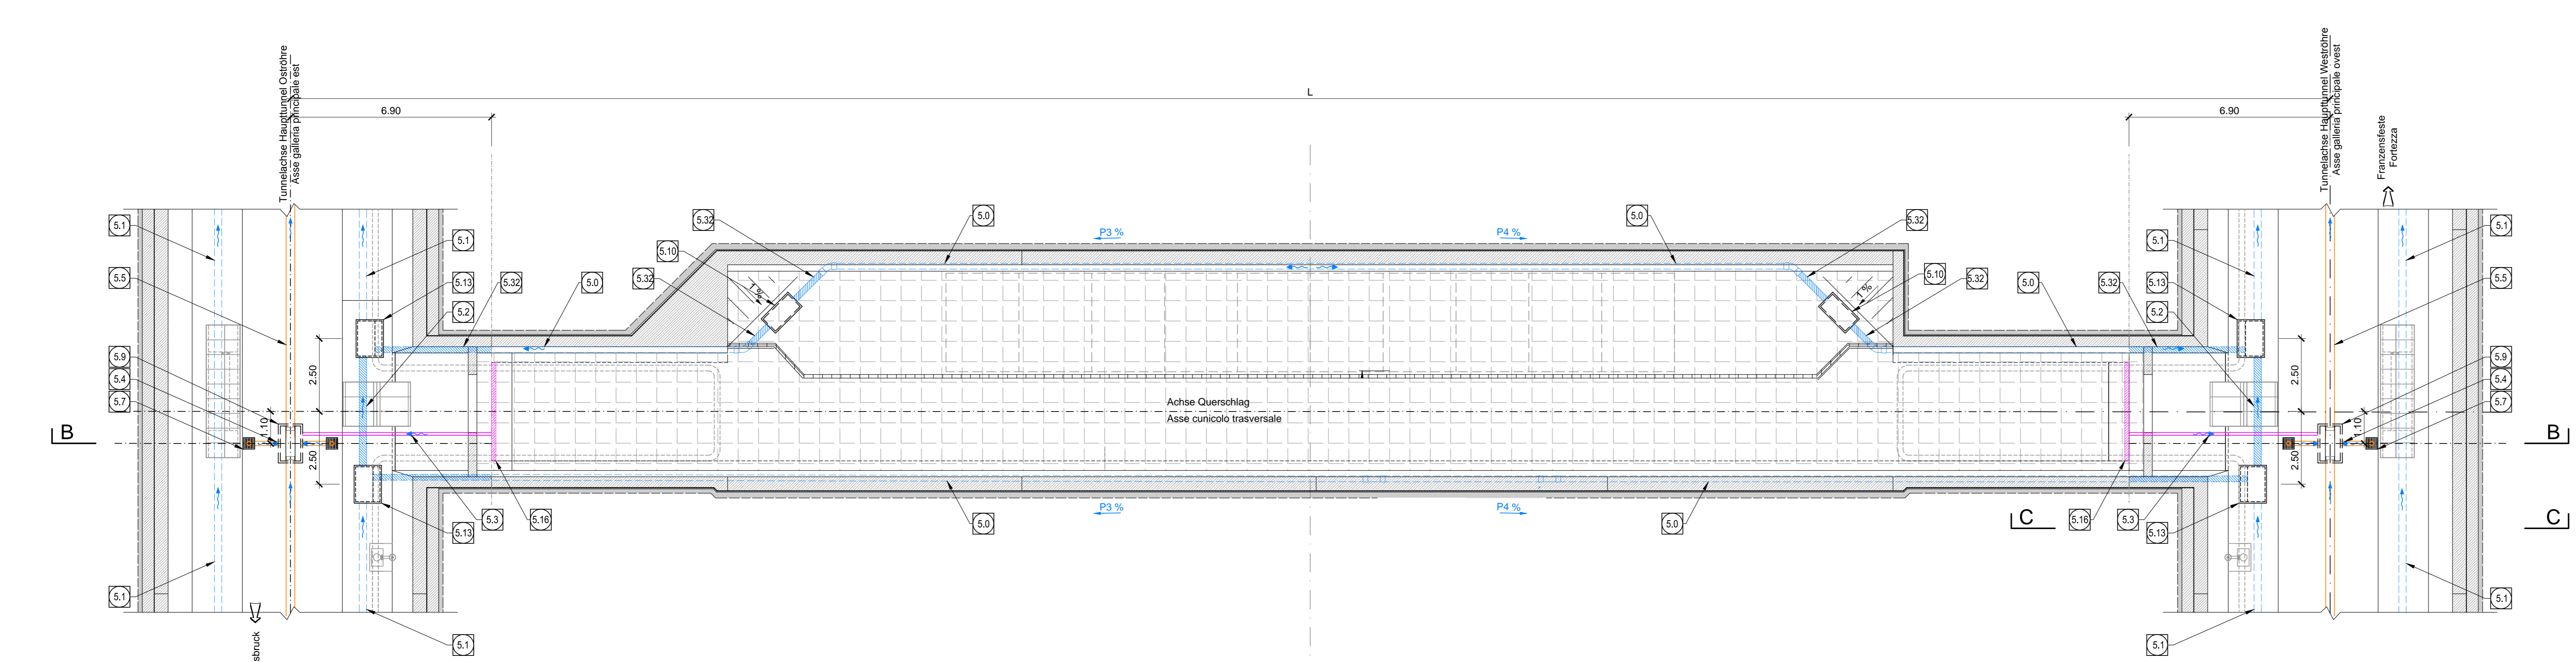 Tunnelachse Haupttunnel Oströhre
Asse galleria principale est
Tunnelachse Haupttunnel Weströhre
Asse galleria principale ovest
L
6.90
6.90
Franzensfeste
Fortezza
5.1
5.1
5.5
5.13
5.2
5.32
5.0
5.9
5.4
5.7
5.32
5.10
5.32
5.0
P3 %
P4 %
5.0
5.32
5.10
5.32
1 %
1 %
5.0
5.32
5.1
5.13
5.2
5.1
5.5
5.9
5.4
5.7
2.50
1.10
2.50
2.50
1.10
2.50
Achse Querschlag
Asse cunicolo trasversale
B
B
5.13
5.3
5.16
5.0
P3 %
P4 %
5.0
C
5.16
5.3
5.13
C
5.1
5.1
5.1
5.1
sbruck